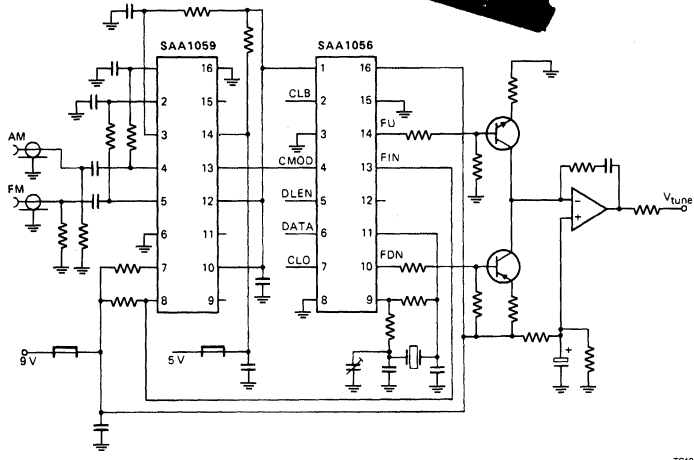 SAA1059
SAA1056
16 1 16
2 15 CLB 2 15
3 14 3 14 FU
AM
4 13 CMOD 4 13 FIN
FM
5 12 DLEN 5 12
6 11 DATA 6 11
7 10 CLO 7 10 FDN
8 9 8 9
− +
Vtune
+
9 V
5 V